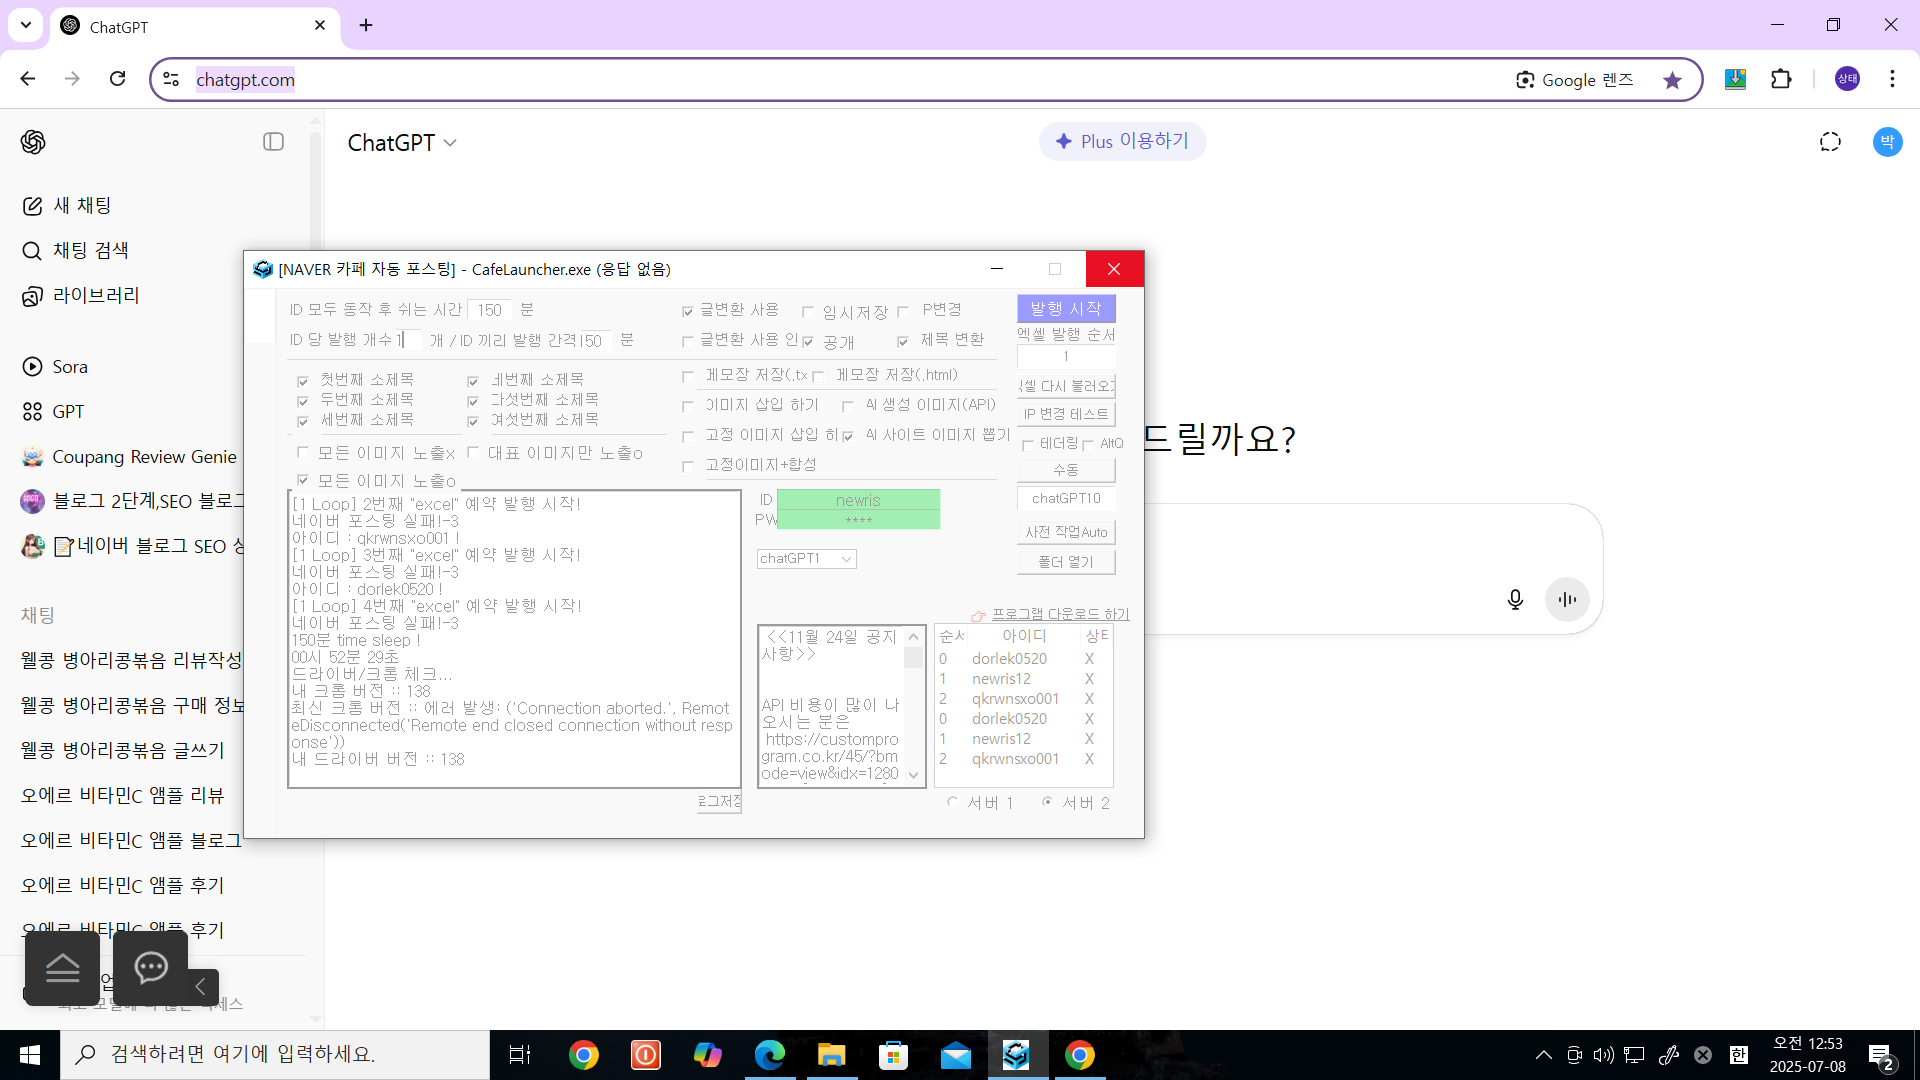 ChatGPT
chatgpt.com
Google 렌즈
상태
ChatGPT
Plus 이용하기
박
새 채팅
채팅 검색
라이브러리
Sora
GPT
Coupang Review Genie
블로그 2단계,SEO 블로그
📝네이버 블로그 SEO 상
채팅
웰콩 병아리콩볶음 리뷰작성
웰콩 병아리콩볶음 구매 정보
웰콩 병아리콩볶음 글쓰기
오에르 비타민C 앰플 리뷰
오에르 비타민C 앰플 블로그
오에르 비타민C 앰플 후기
오에르 비타민C 앰플 후기
드릴까요?
[NAVER 카페 자동 포스팅] - CafeLauncher.exe (응답 없음)
ID 모두 동작 후 쉬는 시간 150 분
ID 당 발행 개수 1 개 / ID 끼리 발행 간격 150 분
글변환 사용
임시저장
P변경
글변환 사용 인
공개
제목 변환
첫번째 소제목
두번째 소제목
세번째 소제목
네번째 소제목
다섯번째 소제목
여섯번째 소제목
메모장 저장(.tx
메모장 저장(.html)
이미지 삽입 하기
AI 생성 이미지(API)
고정 이미지 삽입 하
AI 사이트 이미지 뽑기
고정이미지+합성
모든 이미지 노출x
대표 이미지만 노출o
모든 이미지 노출o
발행 시작
엑셀 발행 순서
1
엑셀 다시 불러오기
IP 변경 테스트
테더링
AltQ
수동
chatGPT10
사전 작업Auto
폴더 열기
[1 Loop] 2번째 "excel" 예약 발행 시작!
네이버 포스팅 실패!-3
아이디 : qkrwnsxo001 !
[1 Loop] 3번째 "excel" 예약 발행 시작!
네이버 포스팅 실패!-3
아이디 : dorlek0520 !
[1 Loop] 4번째 "excel" 예약 발행 시작!
네이버 포스팅 실패!-3
150분 time sleep !
00시 52분 29초
드라이버/크롬 체크...
내 크롬 버전 :: 138
최신 크롬 버전 :: 에러 발생: ('Connection aborted.', Remot
eDisconnected('Remote end closed connection without resp
onse'))
내 드라이버 버전 :: 138
로그저장
ID newris
PW ****
chatGPT1
프로그램 다운로드 하기
<<11월 24일 공지
사항>>
API 비용이 많이 나
오시는 분은
https://custompro
gram.co.kr/45/?bm
ode=view&idx=1280
순서 아이디 상태
0 dorlek0520 X
1 newris12 X
2 qkrwnsxo001 X
0 dorlek0520 X
1 newris12 X
2 qkrwnsxo001 X
서버 1
서버 2
검색하려면 여기에 입력하세요.
한
오전 12:53
2025-07-08
2